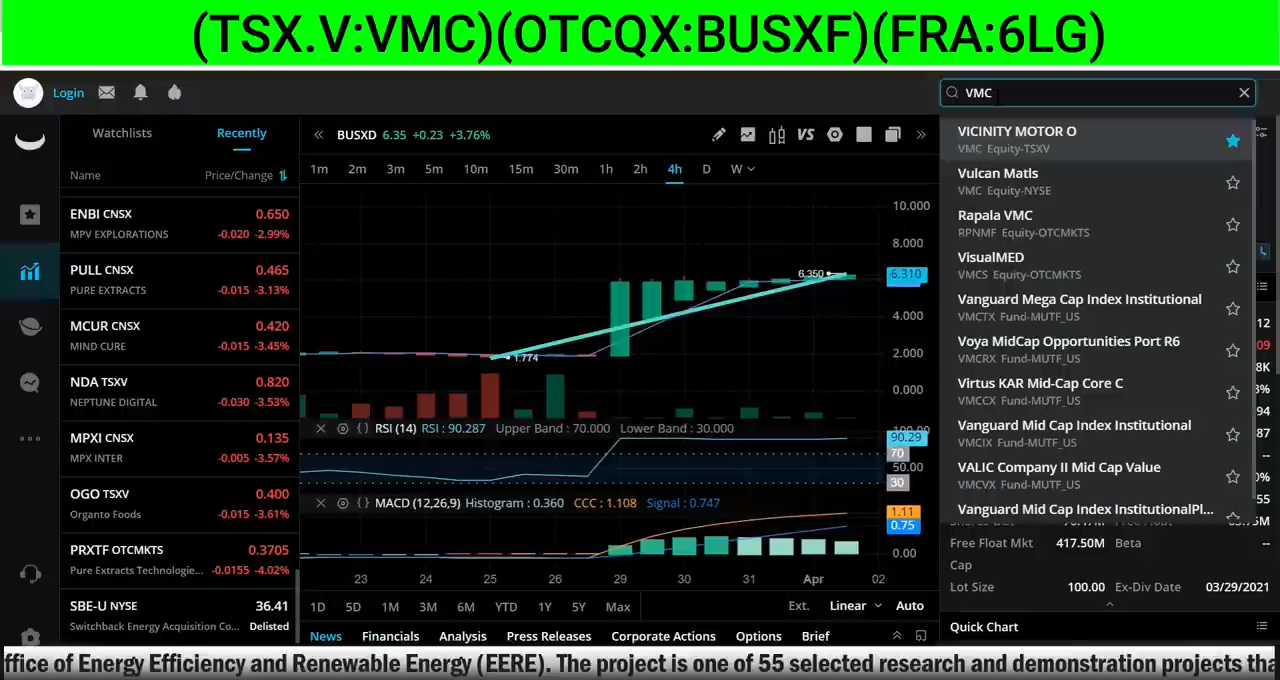 (TSX.V:VMC)(OTCQX:BUSXF)(FRA:6LG)
Login
VMC
Watchlists Recently
Name Price/Change
ENBI CNSX 0.650
MPV EXPLORATIONS -0.020 -2.99%
PULL CNSX 0.465
PURE EXTRACTS -0.015 -3.13%
MCUR CNSX 0.420
MIND CURE -0.015 -3.45%
NDA TSXV 0.820
NEPTUNE DIGITAL -0.030 -3.53%
MPXI CNSX 0.135
MPX INTER -0.005 -3.57%
OGO TSXV 0.400
Organto Foods -0.015 -3.61%
PRXTF OTCMKTS 0.3705
Pure Extracts Technologie... -0.0155 -4.02%
SBE-U NYSE 36.41
Switchback Energy Acquisition Co... Delisted
BUSXD 6.35 +0.23 +3.76%
VS
1m 2m 3m 5m 10m 15m 30m 1h 2h 4h D W
10.000
8.000
6.350
6.310
4.000
2.000
1.774
0.000
RSI (14) RSI : 90.287 Upper Band : 70.000 Lower Band : 30.000
90.29
70
50.00
30
MACD (12,26,9) Histogram : 0.360 CCC : 1.108 Signal : 0.747
1.11
0.75
0.00
23 24 25 26 29 30 31 Apr 02
1D 5D 1M 3M 6M YTD 1Y 5Y Max Ext. Linear Auto
News Financials Analysis Press Releases Corporate Actions Options Brief
VICINITY MOTOR O
VMC Equity-TSXV
Vulcan Matls
VMC Equity-NYSE
Rapala VMC
RPNMF Equity-OTCMKTS
VisualMED
VMCS Equity-OTCMKTS
Vanguard Mega Cap Index Institutional
VMCTX Fund-MUTF_US
Voya MidCap Opportunities Port R6
VMCRX Fund-MUTF_US
Virtus KAR Mid-Cap Core C
VMCCX Fund-MUTF_US
Vanguard Mid Cap Index Institutional
VMCIX Fund-MUTF_US
VALIC Company II Mid Cap Value
VMCVX Fund-MUTF_US
Vanguard Mid Cap Index InstitutionalPl...
12
09
8K
3%
94
87
--
0%
55
5M
Free Float Mkt Cap 417.50M Beta --
Lot Size 100.00 Ex-Div Date 03/29/2021
Quick Chart
ffice of Energy Efficiency and Renewable Energy (EERE). The project is one of 55 selected research and demonstration projects tha